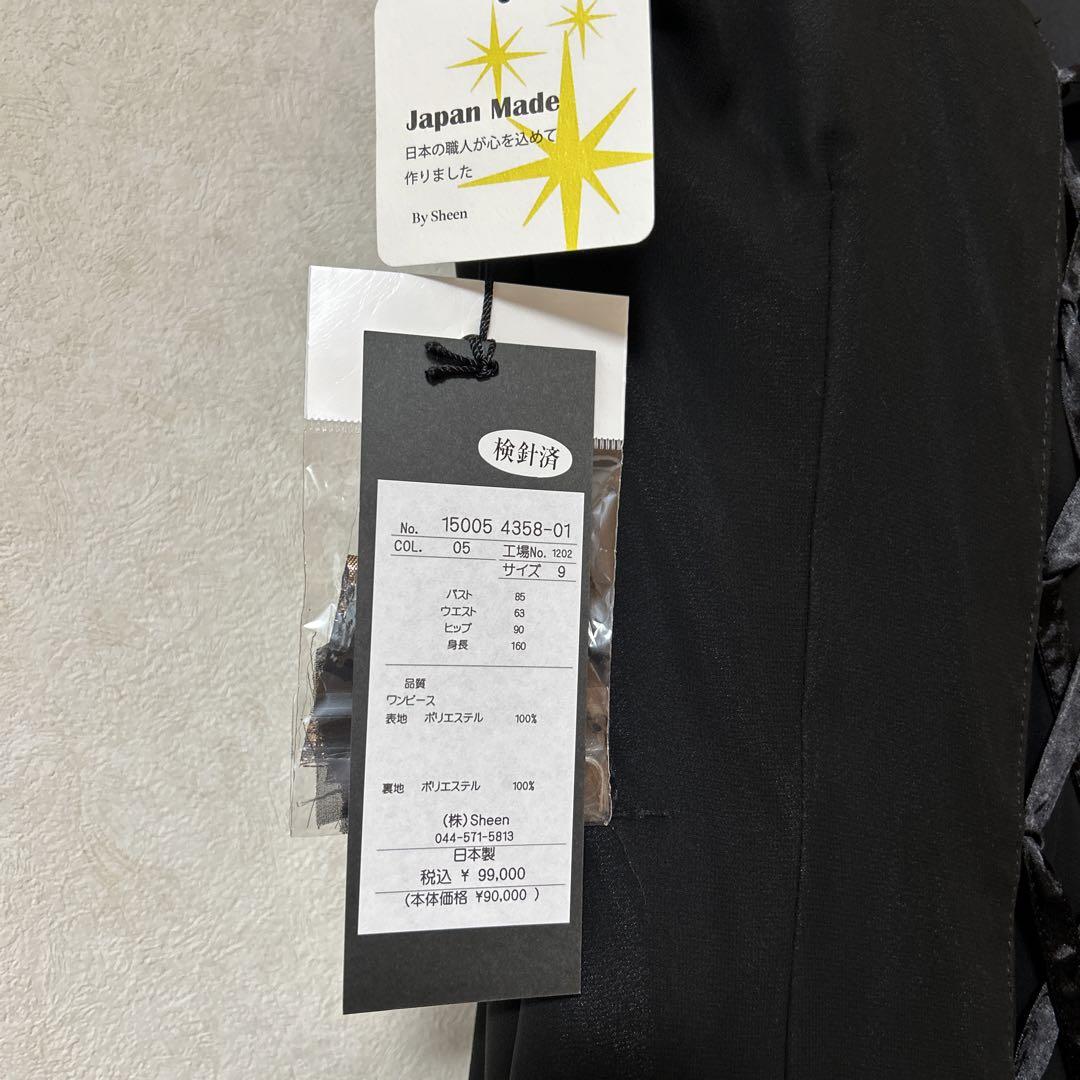 Japan Made
日本の職人が心を込めて
作りました
By Sheen
検針済
No. 15005 4358-01
COL. 05 工場No. 1202
サイズ 9
バスト 85
ウエスト 63
ヒップ 90
身長 160
品質
ワンピース
表地 ポリエステル 100%
裏地 ポリエステル 100%
(株)Sheen
044-571-5813
日本製
税込 ¥ 99,000
(本体価格 ¥90,000 )